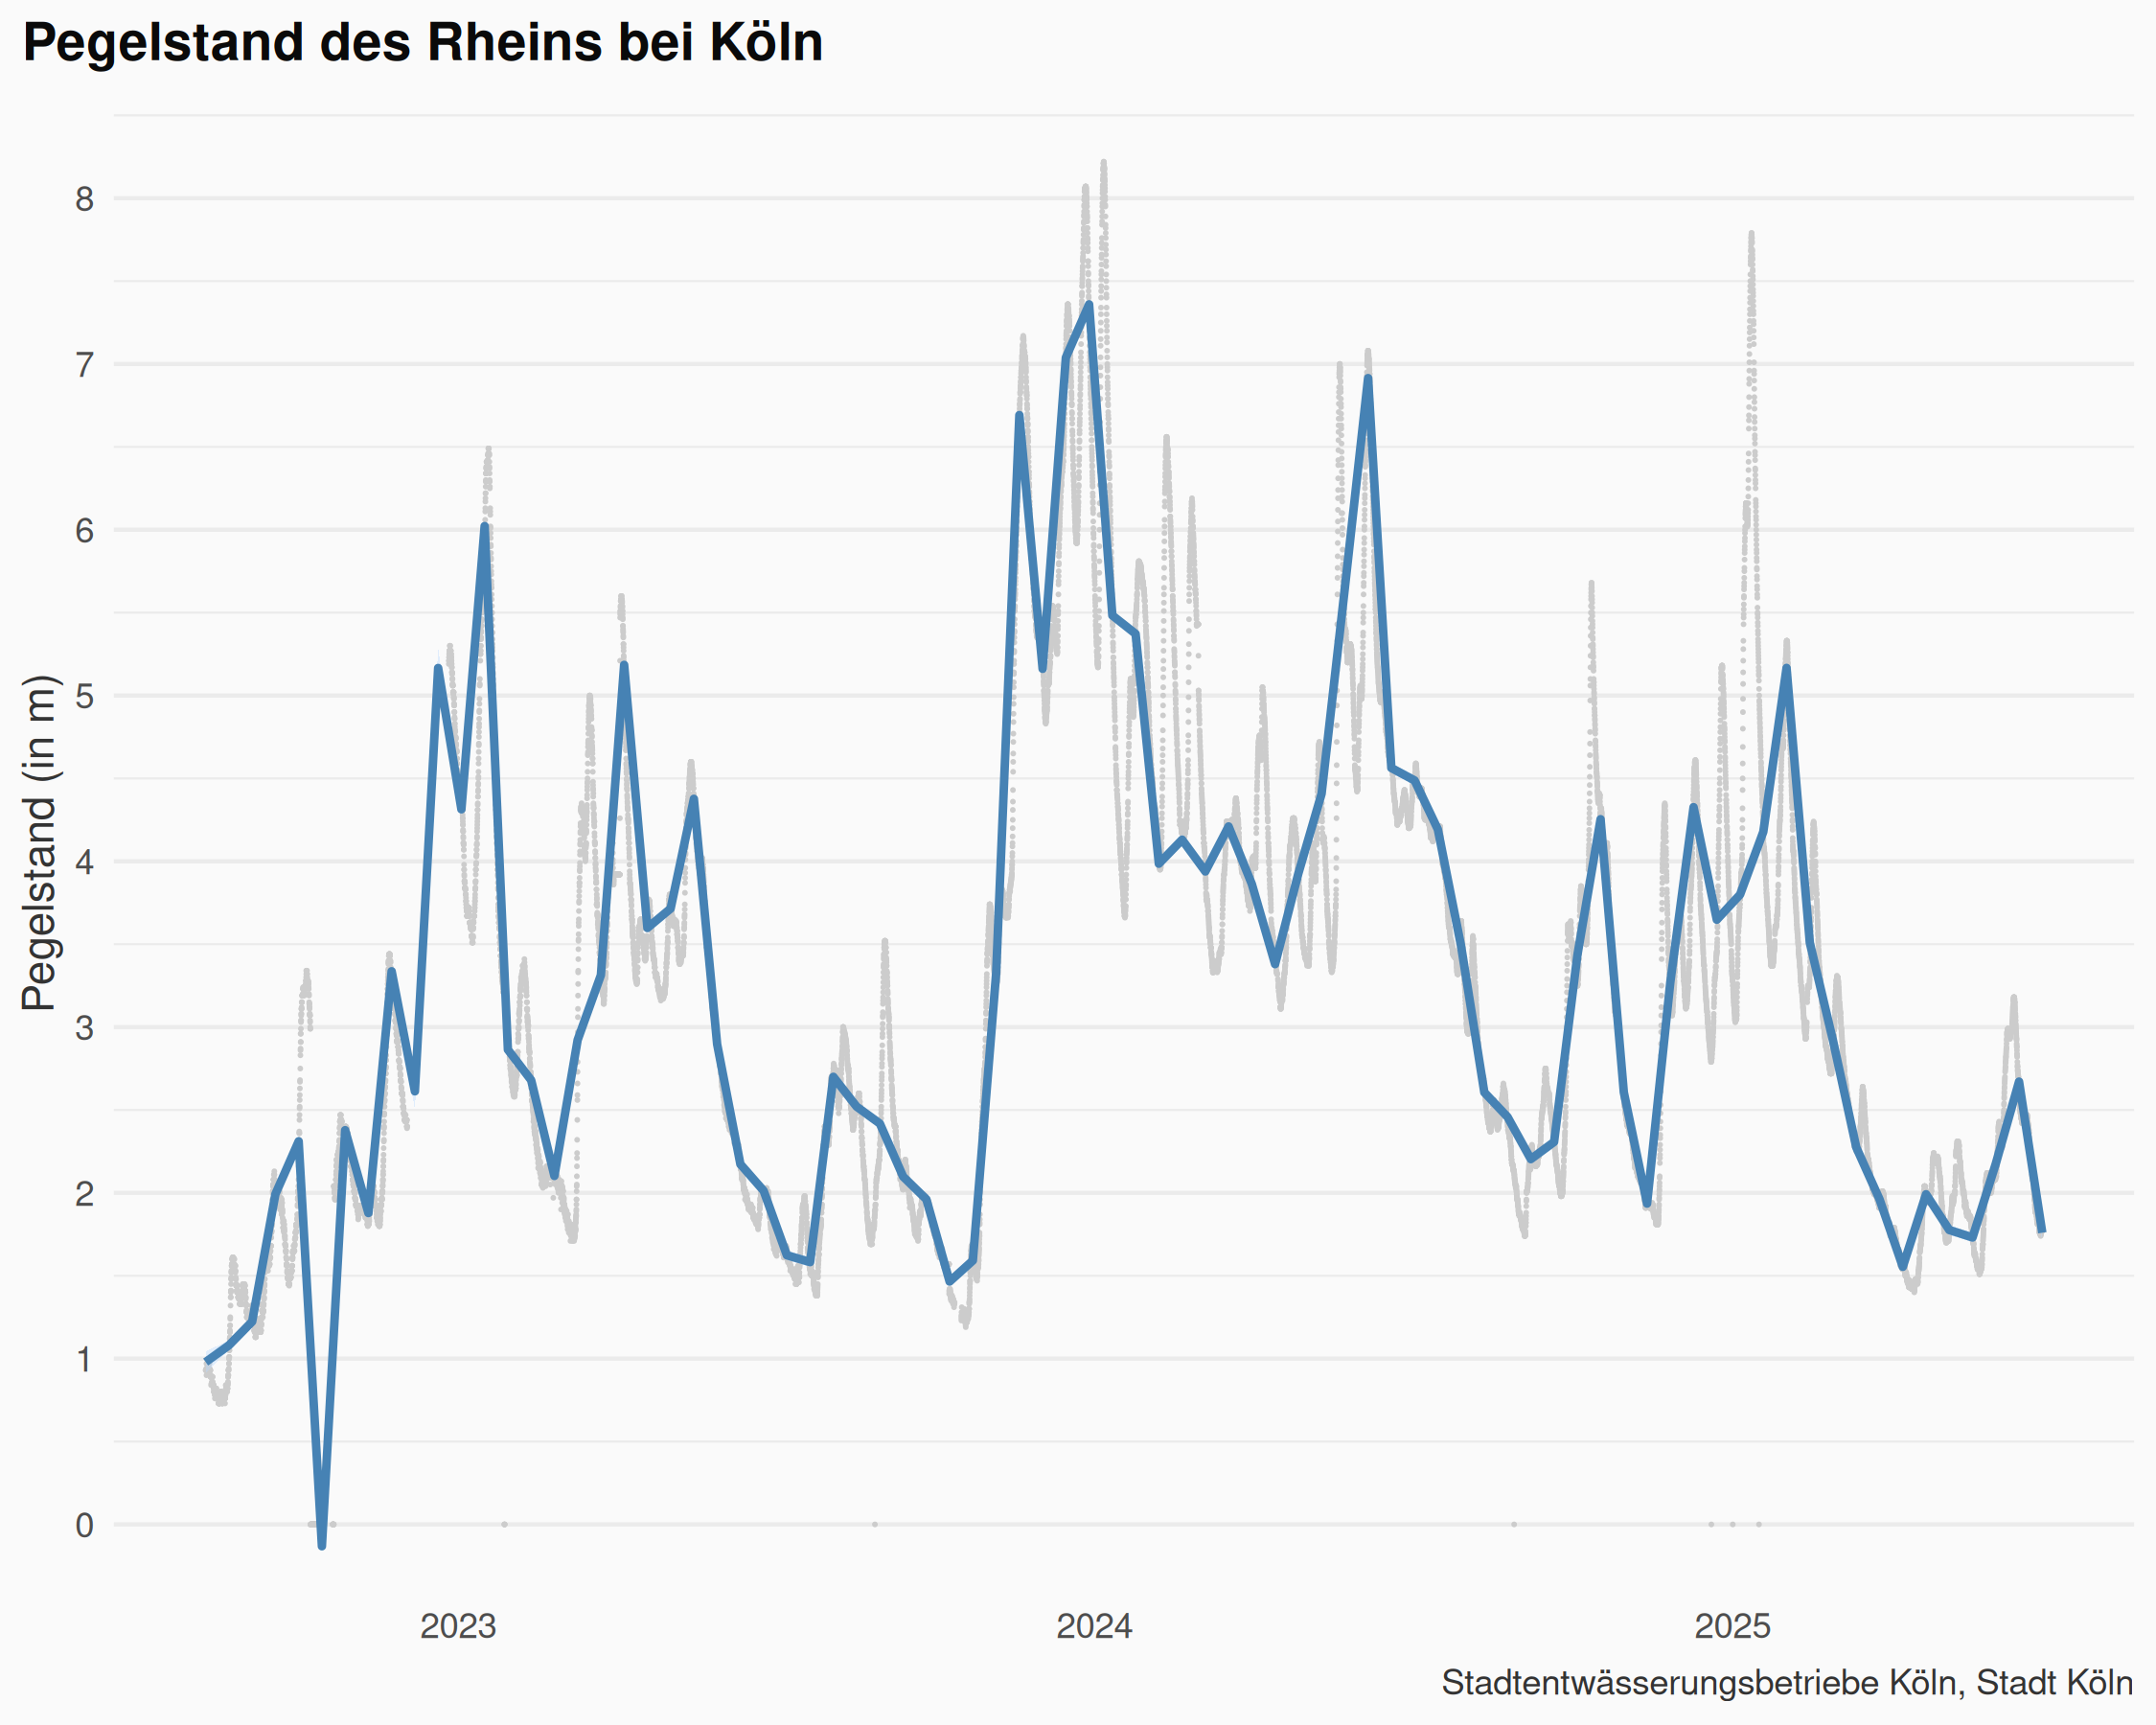 Pegelstand des Rheins bei Köln
Pegelstand (in m)
8
7
6
5
4
3
2
1
0
2023 2024 2025
Stadtentwässerungsbetriebe Köln, Stadt Köln